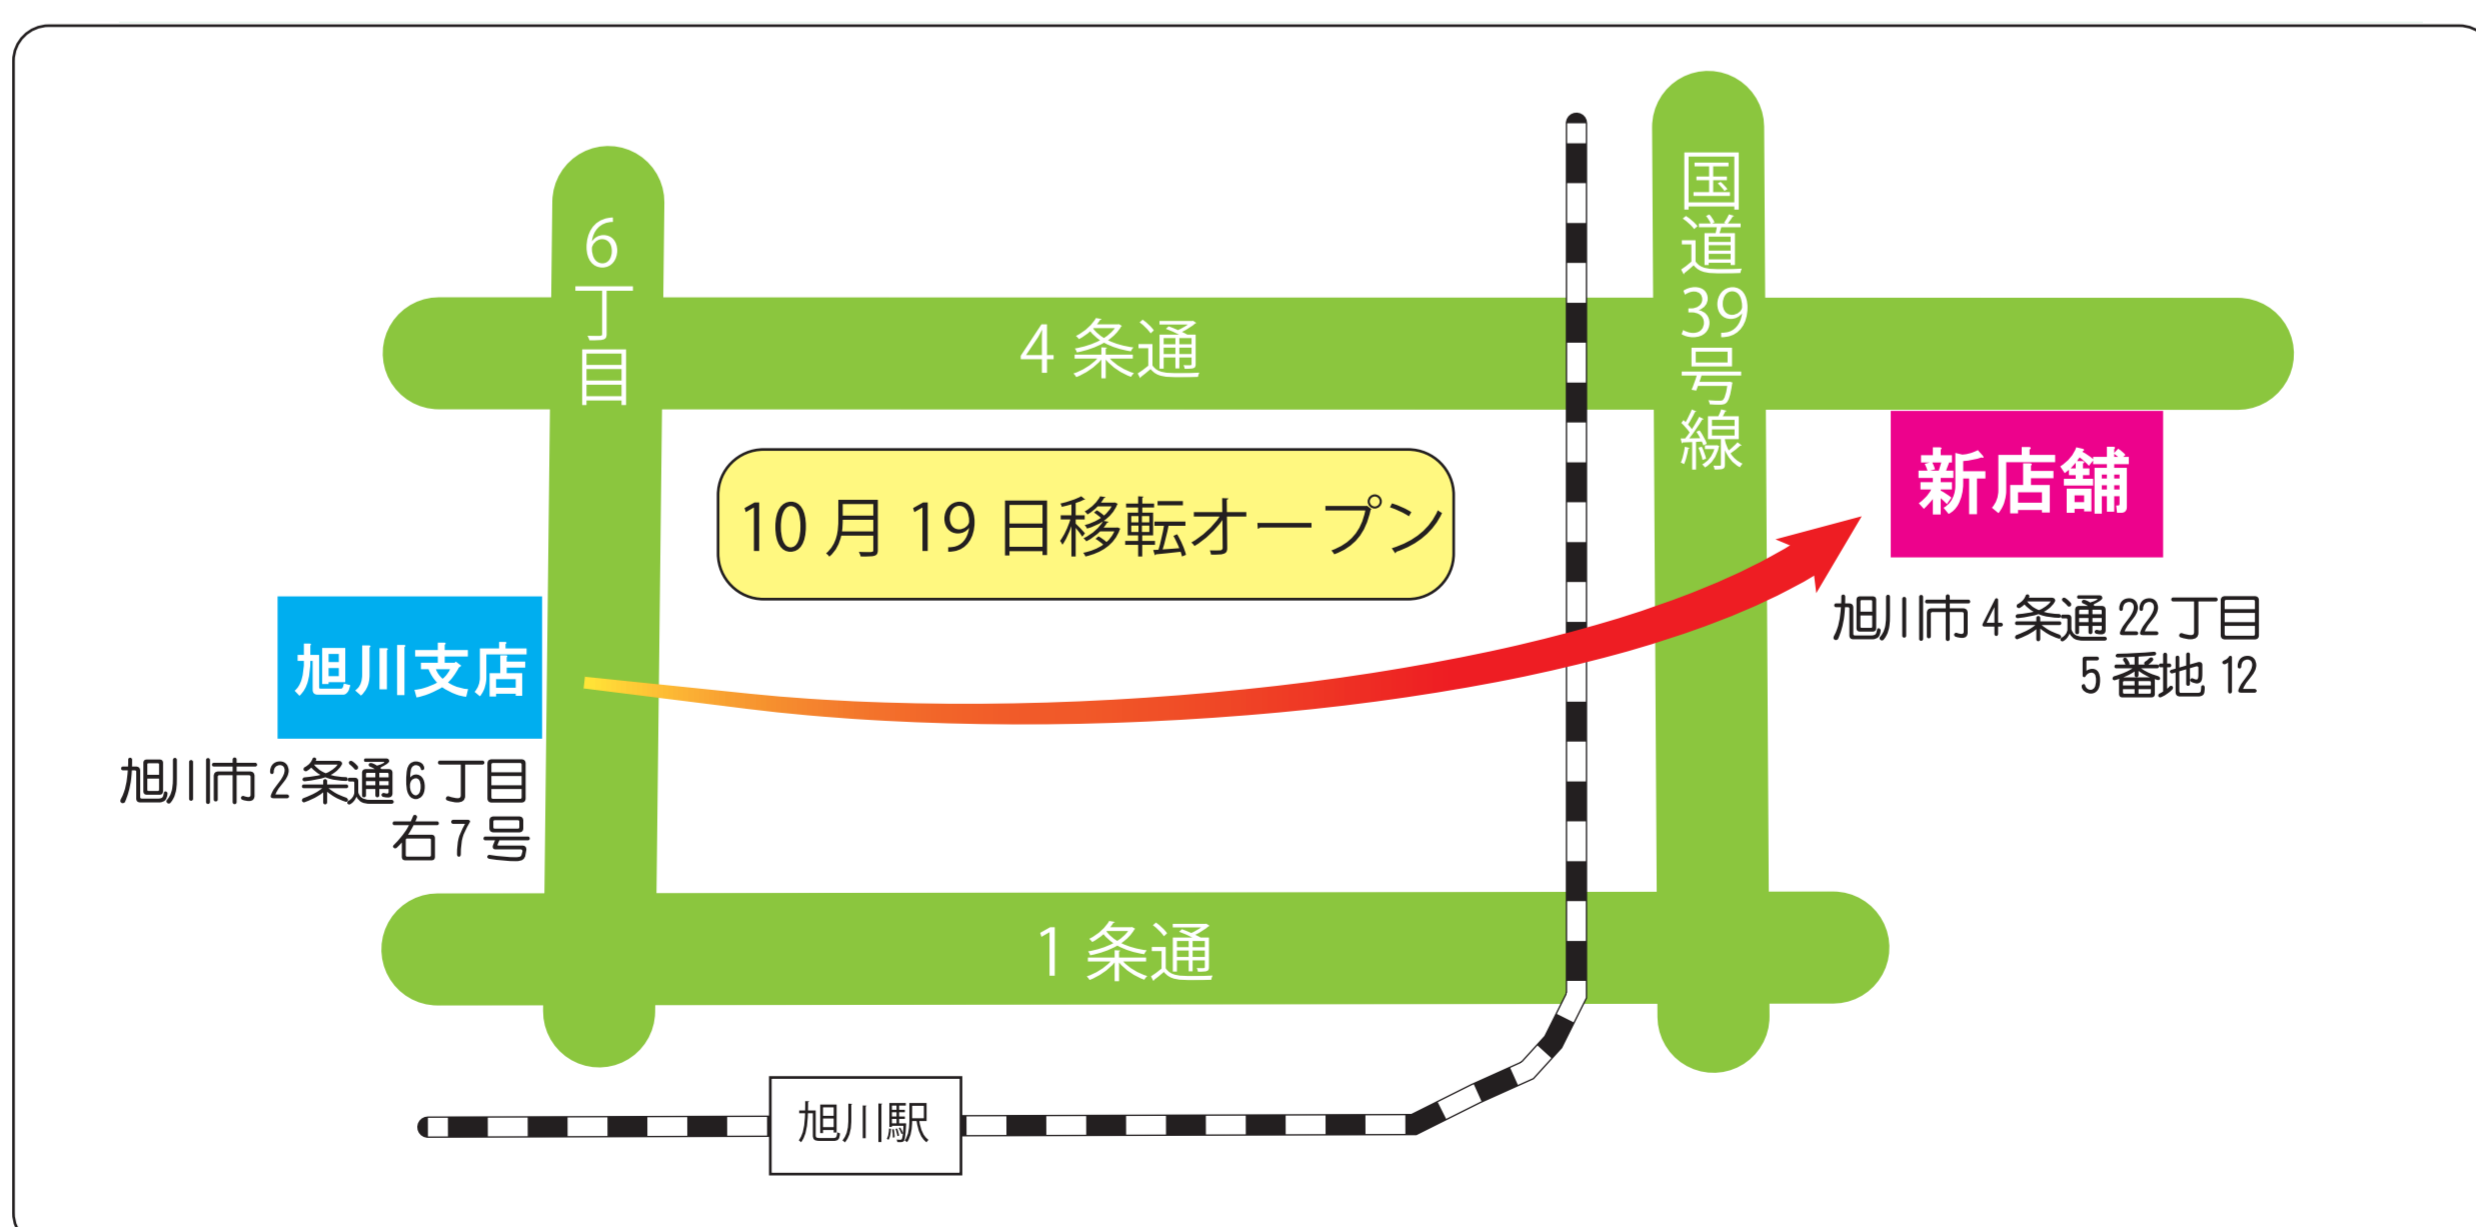 6丁目
国道39号線
4条通
10月19日移転オープン
新店舗
旭川市4条通22丁目
5番地12
旭川支店
旭川市2条通6丁目
右7号
1条通
旭川駅